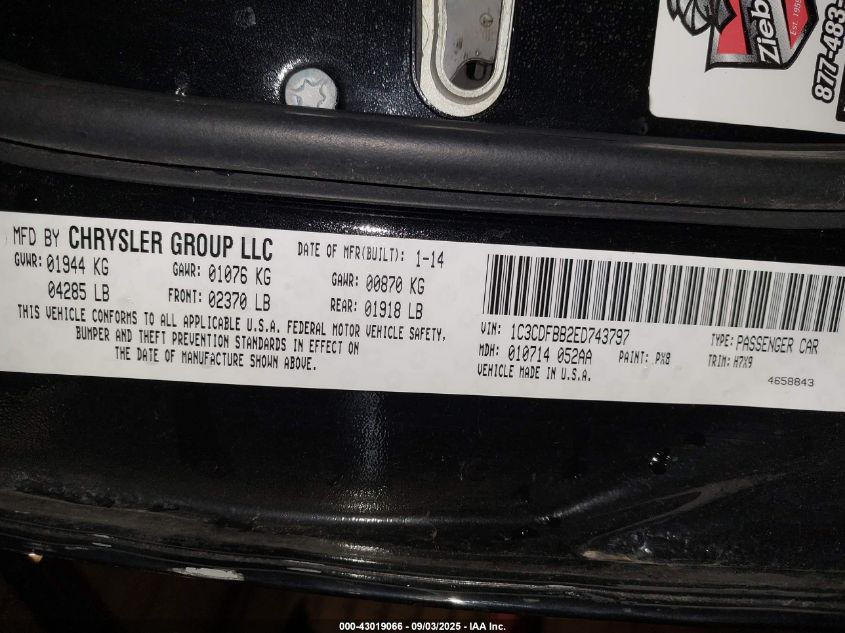 Zieb
Est. 1959
877-483-
MFD BY CHRYSLER GROUP LLC DATE OF MFR(BUILT): 1-14
GVWR: 01944 KG GAWR: 01076 KG GAWR: 00870 KG
04285 LB FRONT: 02370 LB REAR: 01918 LB
THIS VEHICLE CONFORMS TO ALL APPLICABLE U.S.A. FEDERAL MOTOR VEHICLE SAFETY,
BUMPER AND THEFT PREVENTION STANDARDS IN EFFECT ON
THE DATE OF MANUFACTURE SHOWN ABOVE.
VIN: 1C3CDFBB2ED743797 TYPE: PASSENGER CAR
MDH: 010714 052AA PAINT: PX8 TRIM: H7X9
VEHICLE MADE IN U.S.A. 4658843
000-43019066 - 09/03/2025 - IAA Inc.